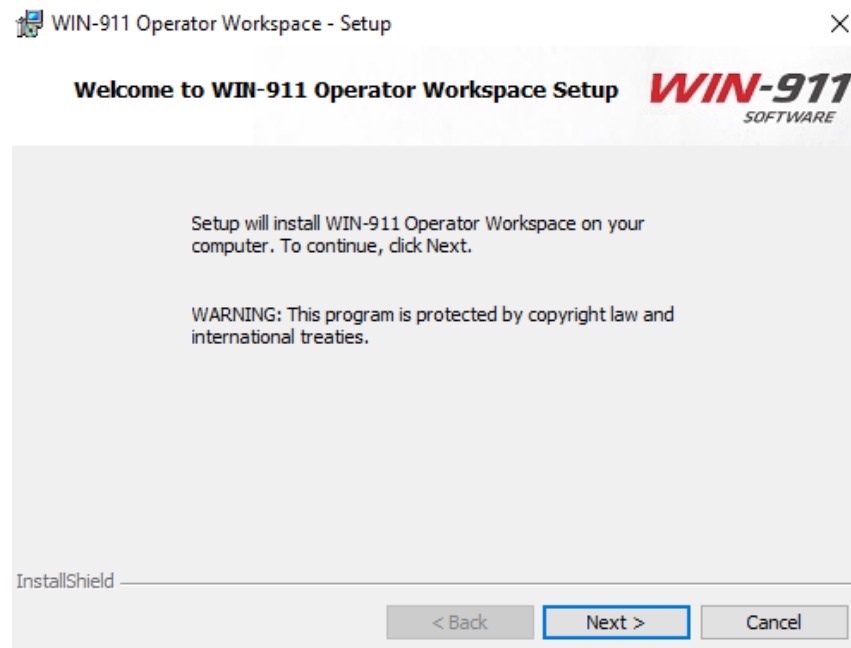 WIN-911 Operator Workspace - Setup
Welcome to WIN-911 Operator Workspace Setup
WIN-911
SOFTWARE
Setup will install WIN-911 Operator Workspace on your
computer. To continue, click Next.
WARNING: This program is protected by copyright law and
international treaties.
InstallShield
< Back
Next >
Cancel